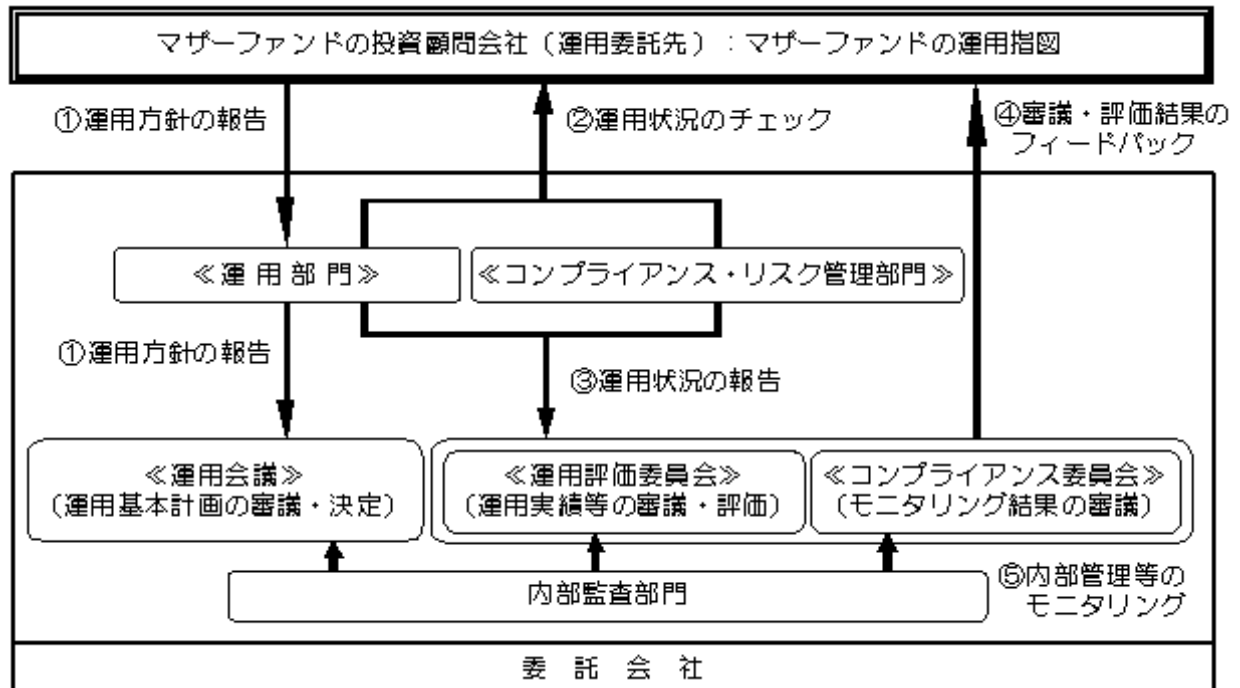 マザーファンドの投資顧問会社(運用委託先):マザーファンドの運用指図
①運用方針の報告
②運用状況のチェック
④審議・評価結果の
フィードバック
≪運用部門≫
≪コンプライアンス・リスク管理部門≫
①運用方針の報告
③運用状況の報告
≪運用会議≫
(運用基本計画の審議・決定)
≪運用評価委員会≫
(運用実績等の審議・評価)
≪コンプライアンス委員会≫
(モニタリング結果の審議)
内部監査部門
⑤内部管理等の
モニタリング
委託会社